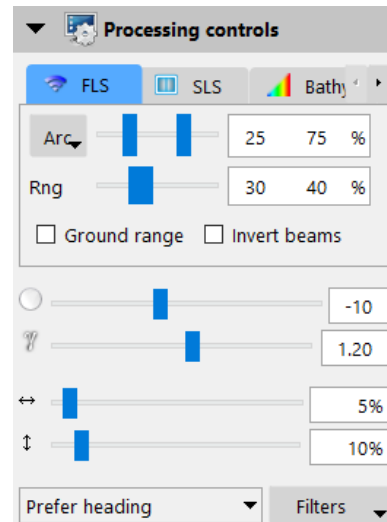 Processing controls
FLS SLS Bathy
Arc 25 75 %
Rng 30 40 %
Ground range Invert beams
-10
γ 1.20
↔ 5%
↕ 10%
Prefer heading Filters